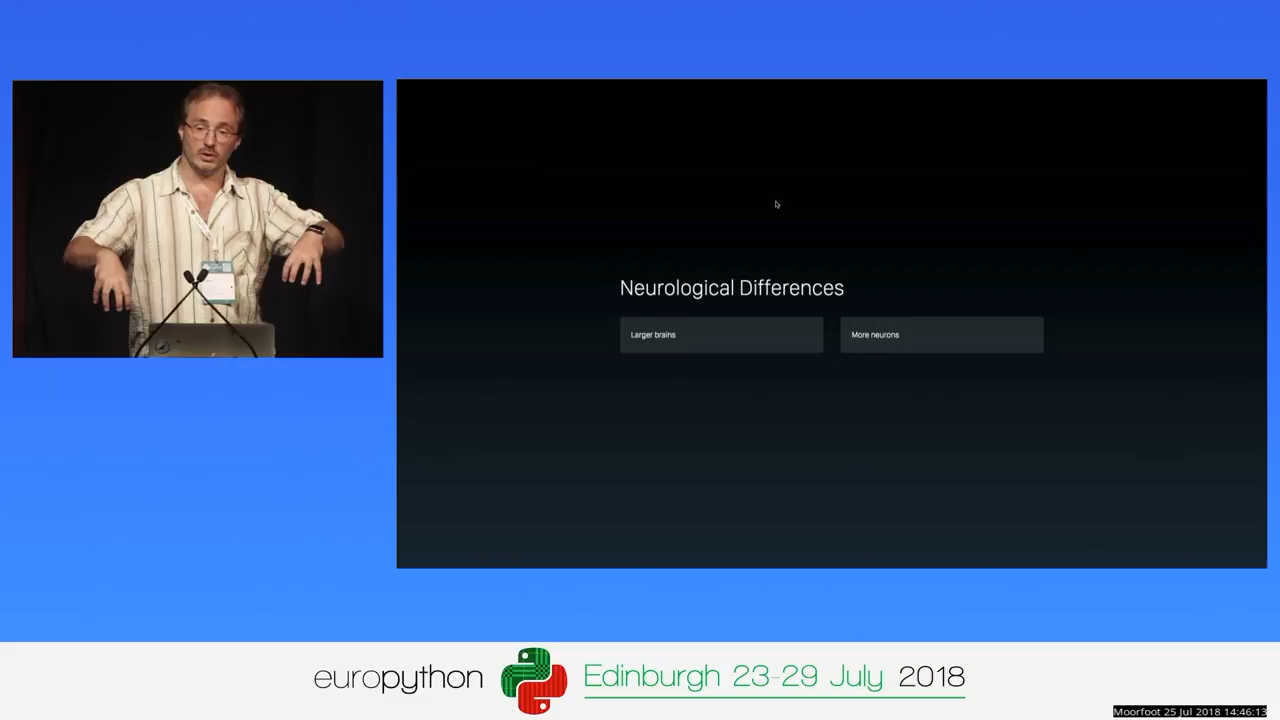 Neurological Differences
Larger brains
More neurons
europython
Edinburgh 23-29 July 2018
Moorfoot 25 Jul 2018 14:46:13